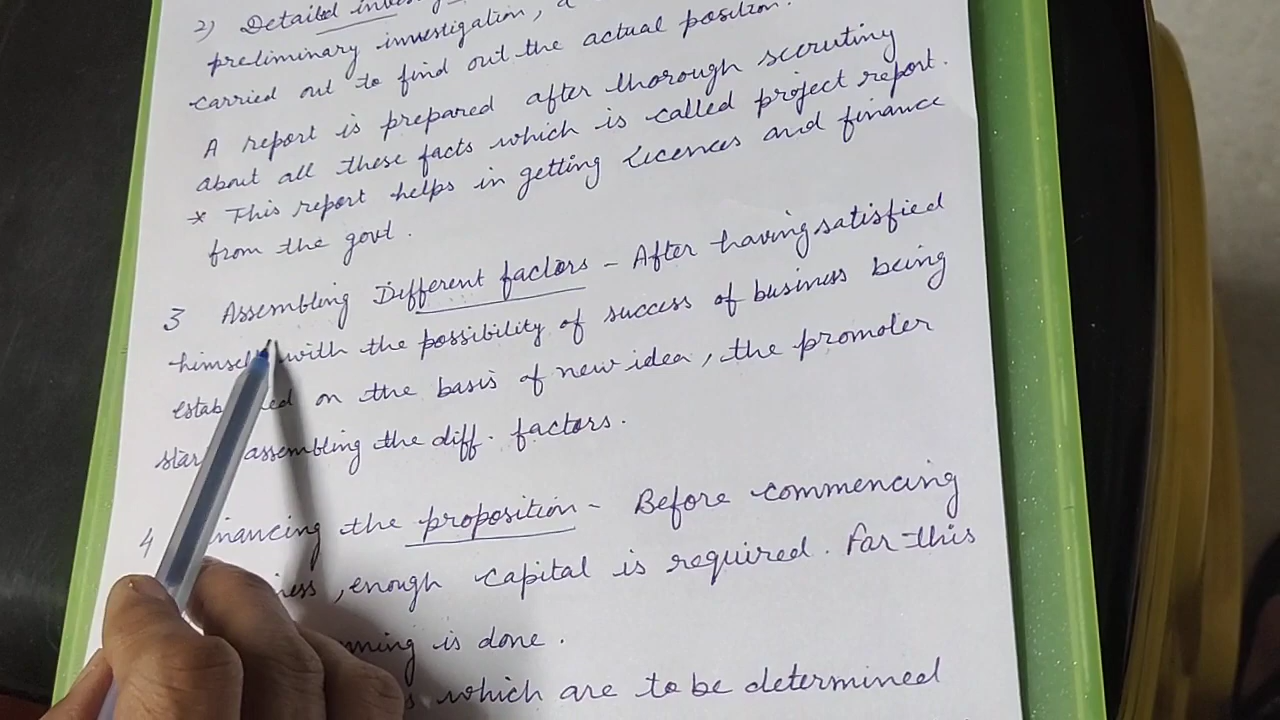 2) Detailed
preliminary investigation, a
carried out to find out the actual position.
A report is prepared after thorough scrutiny
about all these facts which is called project report.
* This report helps in getting licences and finance
from the govt.
3 Assembling Different factors - After having satisfied
himself with the possibility of success of business being
on the basis of new idea, the promoter
assembling the diff. factors.
4 the proposition - Before commencing
, enough capital is required. For this
is done.
which are to be determined